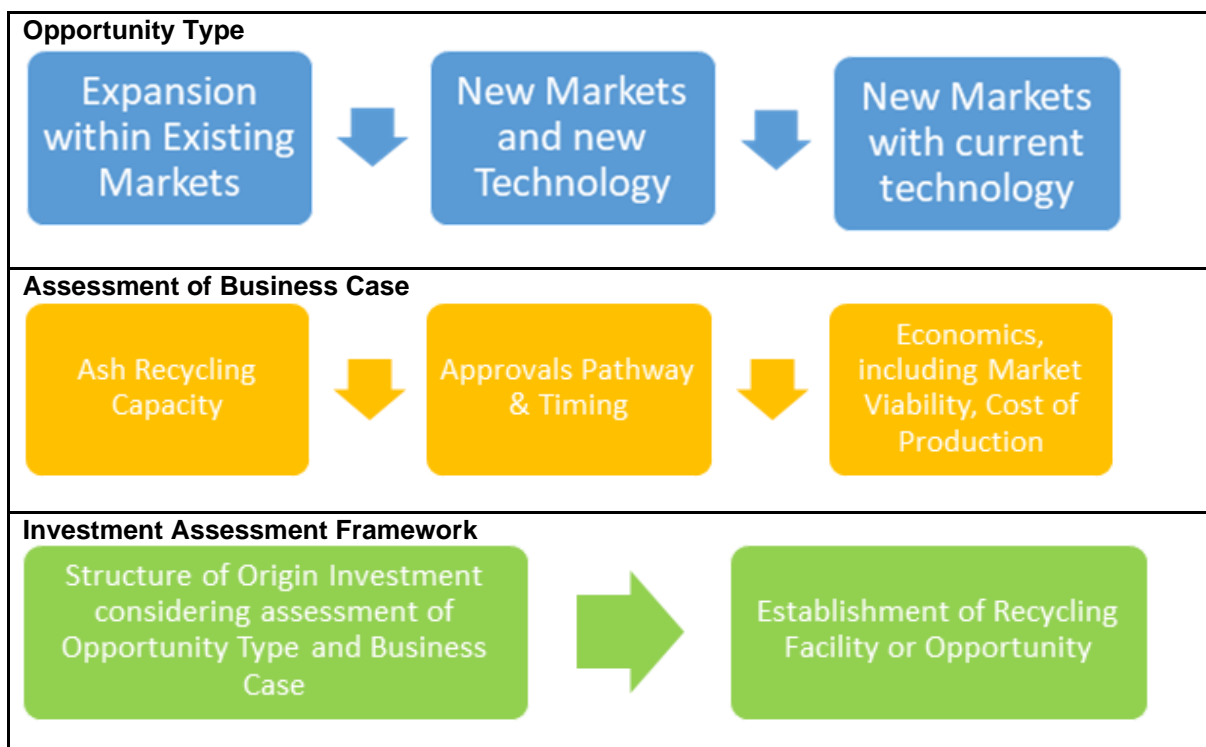 Opportunity Type
Expansion
within Existing
Markets
New Markets
and new
Technology
New Markets
with current
technology
Assessment of Business Case
Ash Recycling
Capacity
Approvals Pathway
& Timing
Economics,
including Market
Viability, Cost of
Production
Investment Assessment Framework
Structure of Origin Investment
considering assessment of
Opportunity Type and Business
Case
Establishment of Recycling
Facility or Opportunity